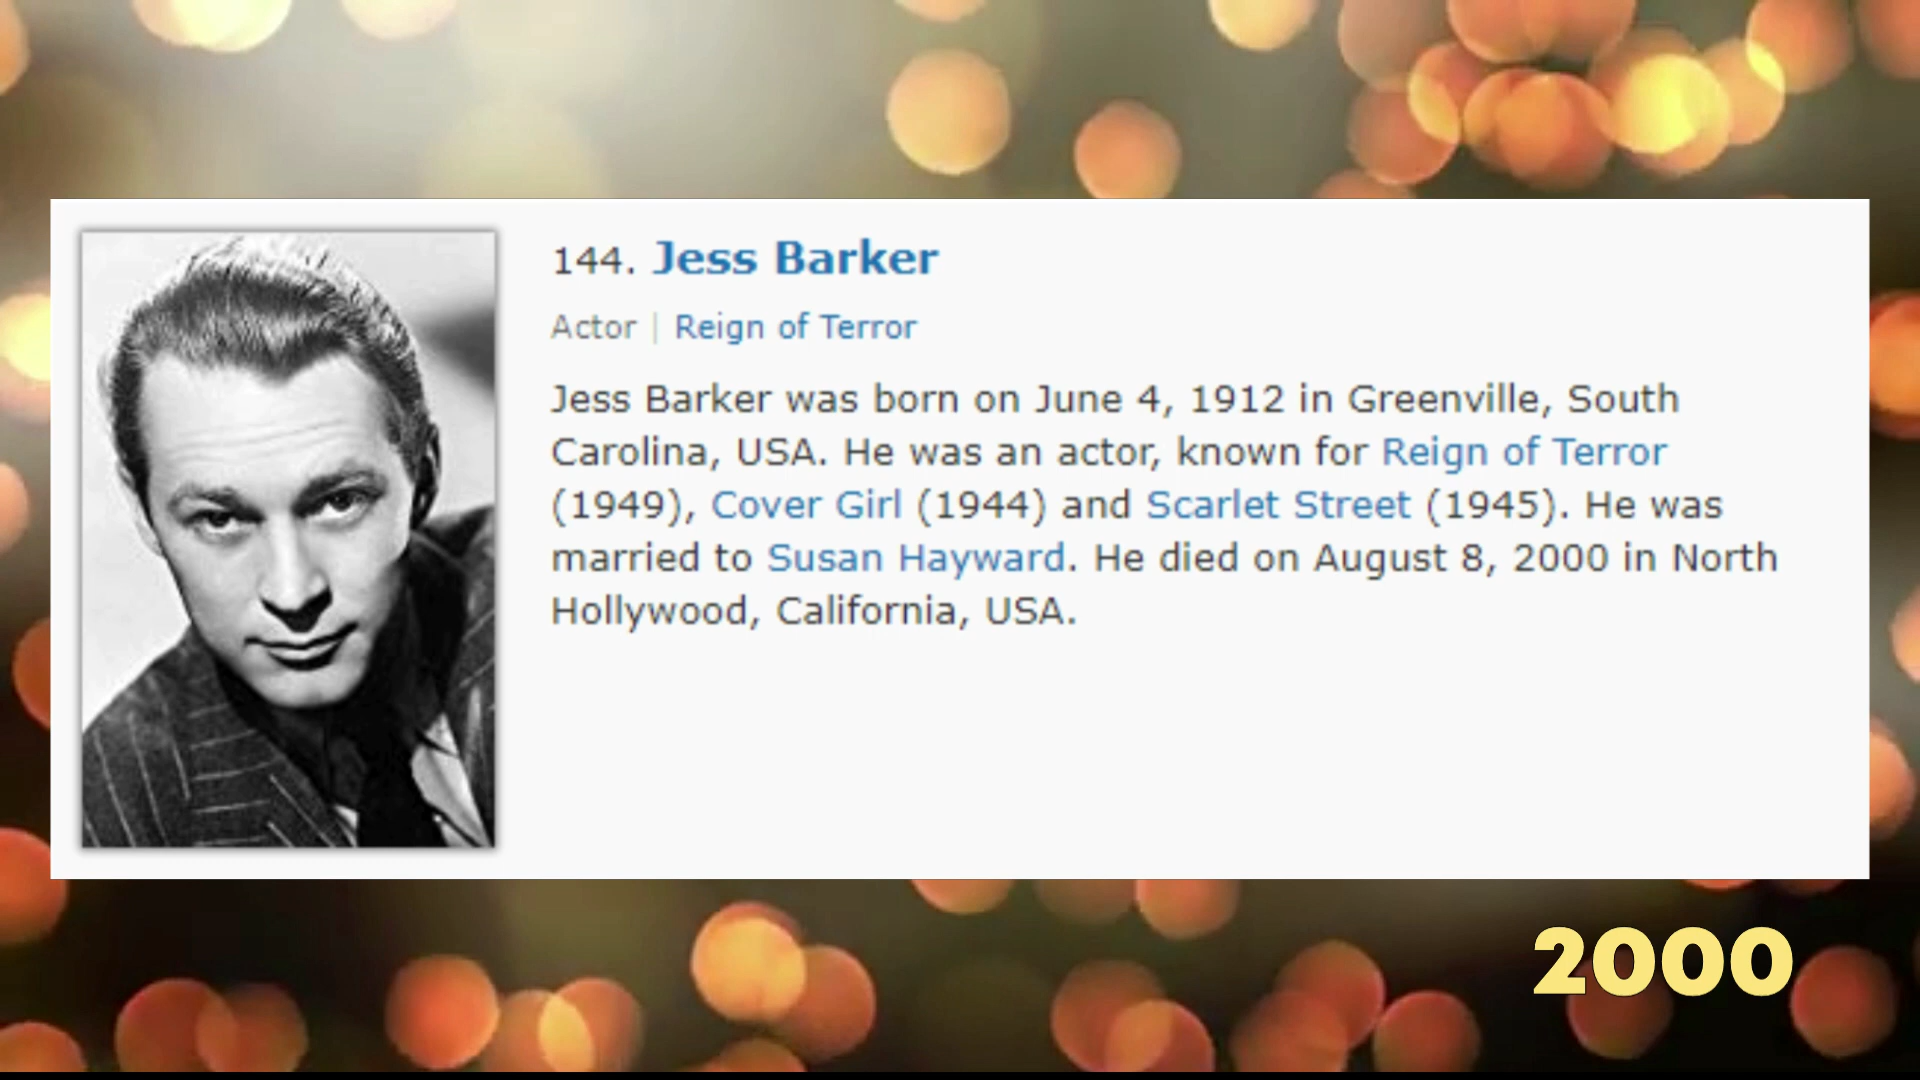 144. Jess Barker
Actor | Reign of Terror
Jess Barker was born on June 4, 1912 in Greenville, South
Carolina, USA. He was an actor, known for Reign of Terror
(1949), Cover Girl (1944) and Scarlet Street (1945). He was
married to Susan Hayward. He died on August 8, 2000 in North
Hollywood, California, USA.
2000